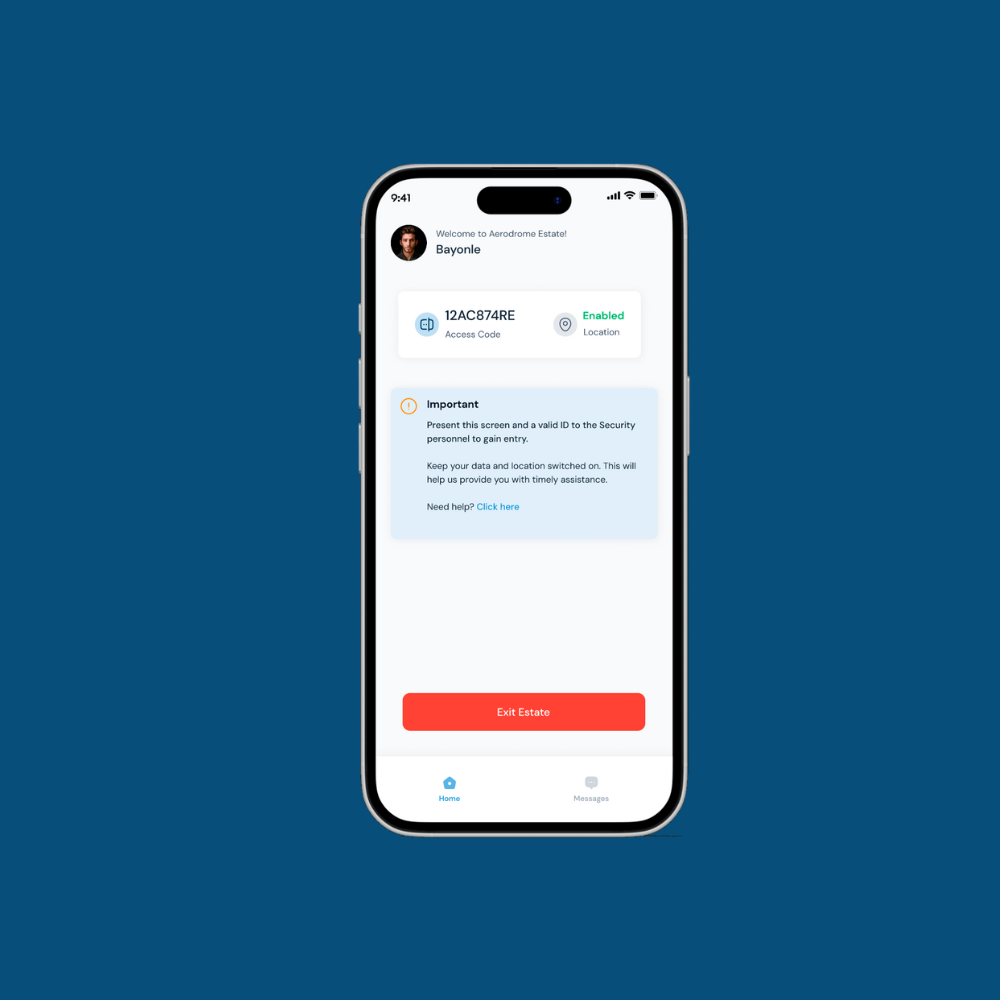 9:41
Welcome to Aerodrome Estate!
Bayonle
12AC874RE
Access Code
Enabled
Location
Important
Present this screen and a valid ID to the Security
personnel to gain entry.
Keep your data and location switched on. This will
help us provide you with timely assistance.
Need help? Click here
Exit Estate
Home
Messages